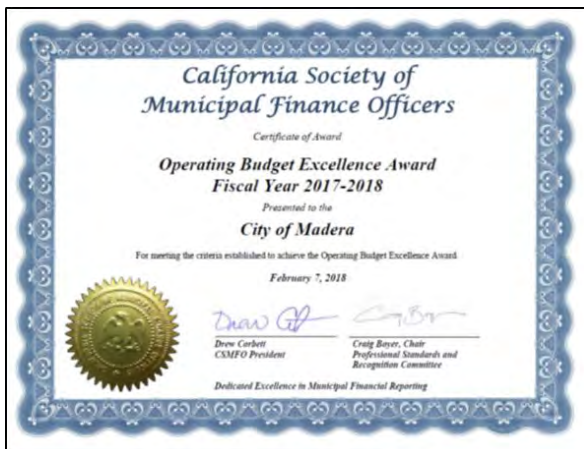 California Society of
Municipal Finance Officers
Certificate of Award
Operating Budget Excellence Award
Fiscal Year 2017-2018
Presented to the
City of Madera
For meeting the criteria established to achieve the Operating Budget Excellence Award.
February 7, 2018
Drew Corbett
CSMFO President
Craig Boyer, Chair
Professional Standards and
Recognition Committee
Dedicated Excellence in Municipal Financial Reporting